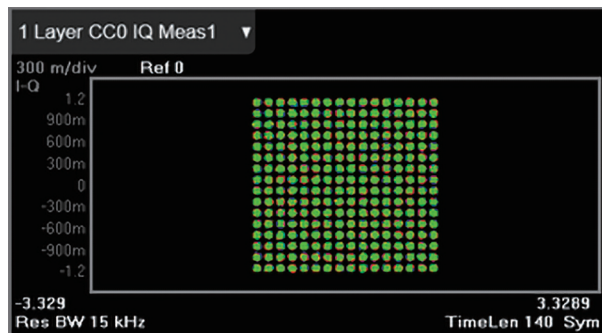 1 Layer CC0 IQ Meas1 ▼
300 m/div Ref 0
I-Q
1.2
900m
600m
300m
0
-300m
-600m
-900m
-1.2
-3.329 3.3289
Res BW 15 kHz TimeLen 140 Sym